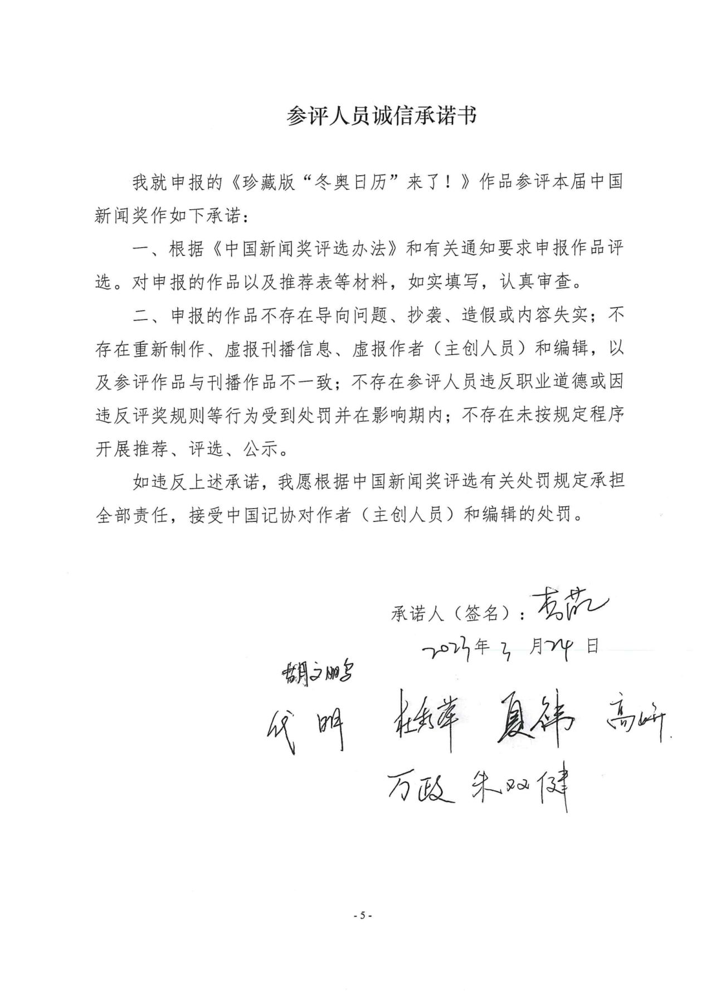 参评人员诚信承诺书
我就申报的《珍藏版“冬奥日历”来了！》作品参评本届中国
新闻奖作如下承诺：
一、根据《中国新闻奖评选办法》和有关通知要求申报作品评
选。对申报的作品以及推荐表等材料，如实填写，认真审查。
二、申报的作品不存在导向问题、抄袭、造假或内容失实；不
存在重新制作、虚报刊播信息、虚报作者（主创人员）和编辑，以
及参评作品与刊播作品不一致；不存在参评人员违反职业道德或因
违反评奖规则等行为受到处罚并在影响期内；不存在未按规定程序
开展推荐、评选、公示。
如违反上述承诺，我愿根据中国新闻奖评选有关处罚规定承担
全部责任，接受中国记协对作者（主创人员）和编辑的处罚。
承诺人（签名）：
2023年3月24日
胡文鹏
代明 杜秀萍 夏伟 高妍
万政 朱双健
- 5 -